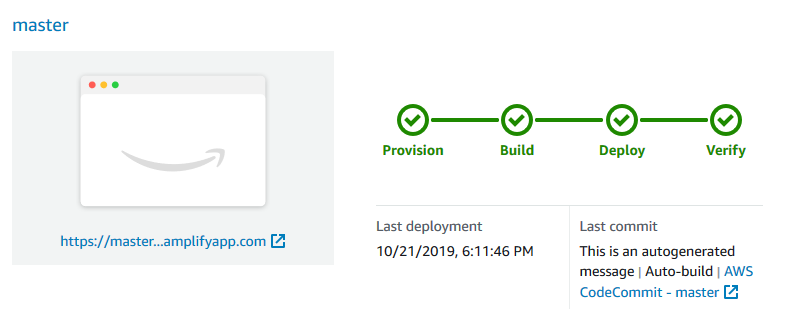 master
https://master...amplifyapp.com
Provision
Build
Deploy
Verify
Last deployment
10/21/2019, 6:11:46 PM
Last commit
This is an autogenerated
message | Auto-build | AWS
CodeCommit - master